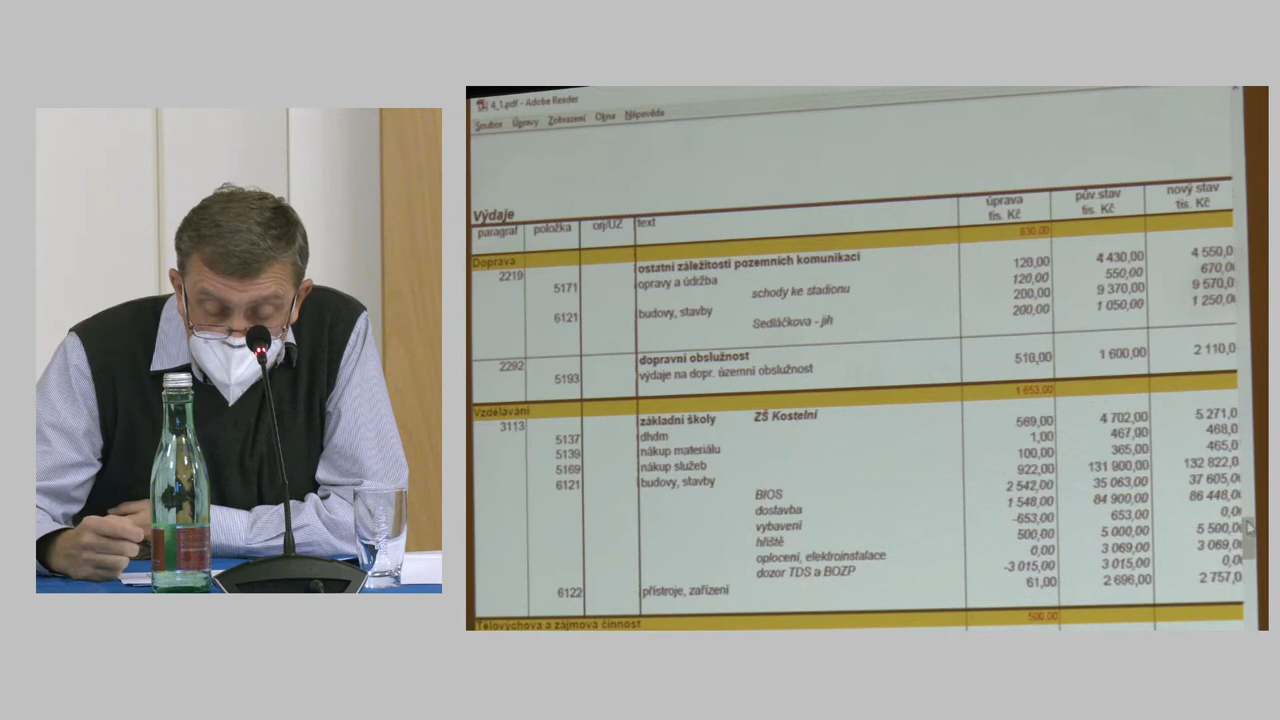 4_1.pdf - Adobe Reader
Soubor Úpravy Zobrazení Okna Nápověda
Výdaje
paragraf položka orj/ÚZ text úprava tis. Kč pův.stav tis. Kč nový stav tis. Kč
Doprava 830,00
2219 ostatní záležitosti pozemních komunikací 120,00 4 430,00 4 550,0
5171 opravy a údržba 120,00 550,00 670,0
schody ke stadionu 200,00 9 370,00 9 570,0
6121 budovy, stavby 200,00 1 050,00 1 250,0
Sedláčkova - jih
2292 dopravní obslužnost
5193 výdaje na dopr. územní obslužnost 510,00 1 600,00 2 110,0
Vzdělávání 1 653,00
3113 základní školy ZŠ Kostelní 569,00 4 702,00 5 271,0
5137 dhdm 1,00 467,00 468,0
5139 nákup materiálu 100,00 365,00 465,0
5169 nákup služeb 922,00 131 900,00 132 822,0
6121 budovy, stavby 2 542,00 35 063,00 37 605,0
BIOS 1 548,00 84 900,00 86 448,0
dostavba -653,00 653,00 0,0
vybavení 500,00 5 000,00 5 500,0
hřiště 0,00 3 069,00 3 069,0
oplocení, elektroinstalace -3 015,00 3 015,00 0,0
dozor TDS a BOZP 61,00 2 696,00 2 757,0
6122 přístroje, zařízení
Tělovýchova a zájmová činnost 500,00